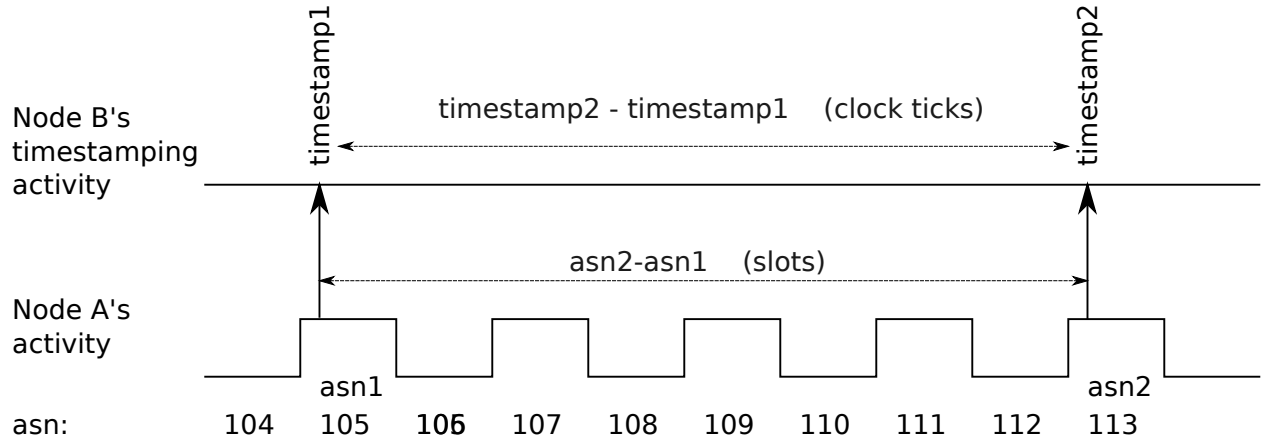 timestamp1
timestamp2
timestamp2 - timestamp1 (clock ticks)
Node B's
timestamping
activity
asn2-asn1 (slots)
Node A's
activity
asn1
asn2
asn: 104 105 106 107 108 109 110 111 112 113